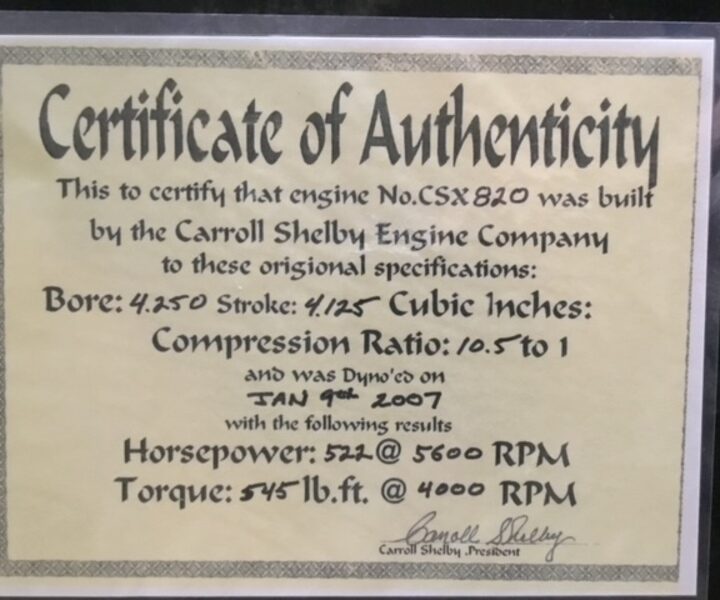 Certificate of Authenticity
This to certify that engine No.CSX820 was built
by the Carroll Shelby Engine Company
to these origional specifications:
Bore: 4.250 Stroke: 4.125 Cubic Inches:
Compression Ratio: 10.5 to 1
and was Dyno'ed on
JAN 9th 2007
with the following results
Horsepower: 522 @ 5600 RPM
Torque: 545 lb.ft. @ 4000 RPM
Carroll Shelby
Carroll Shelby .President